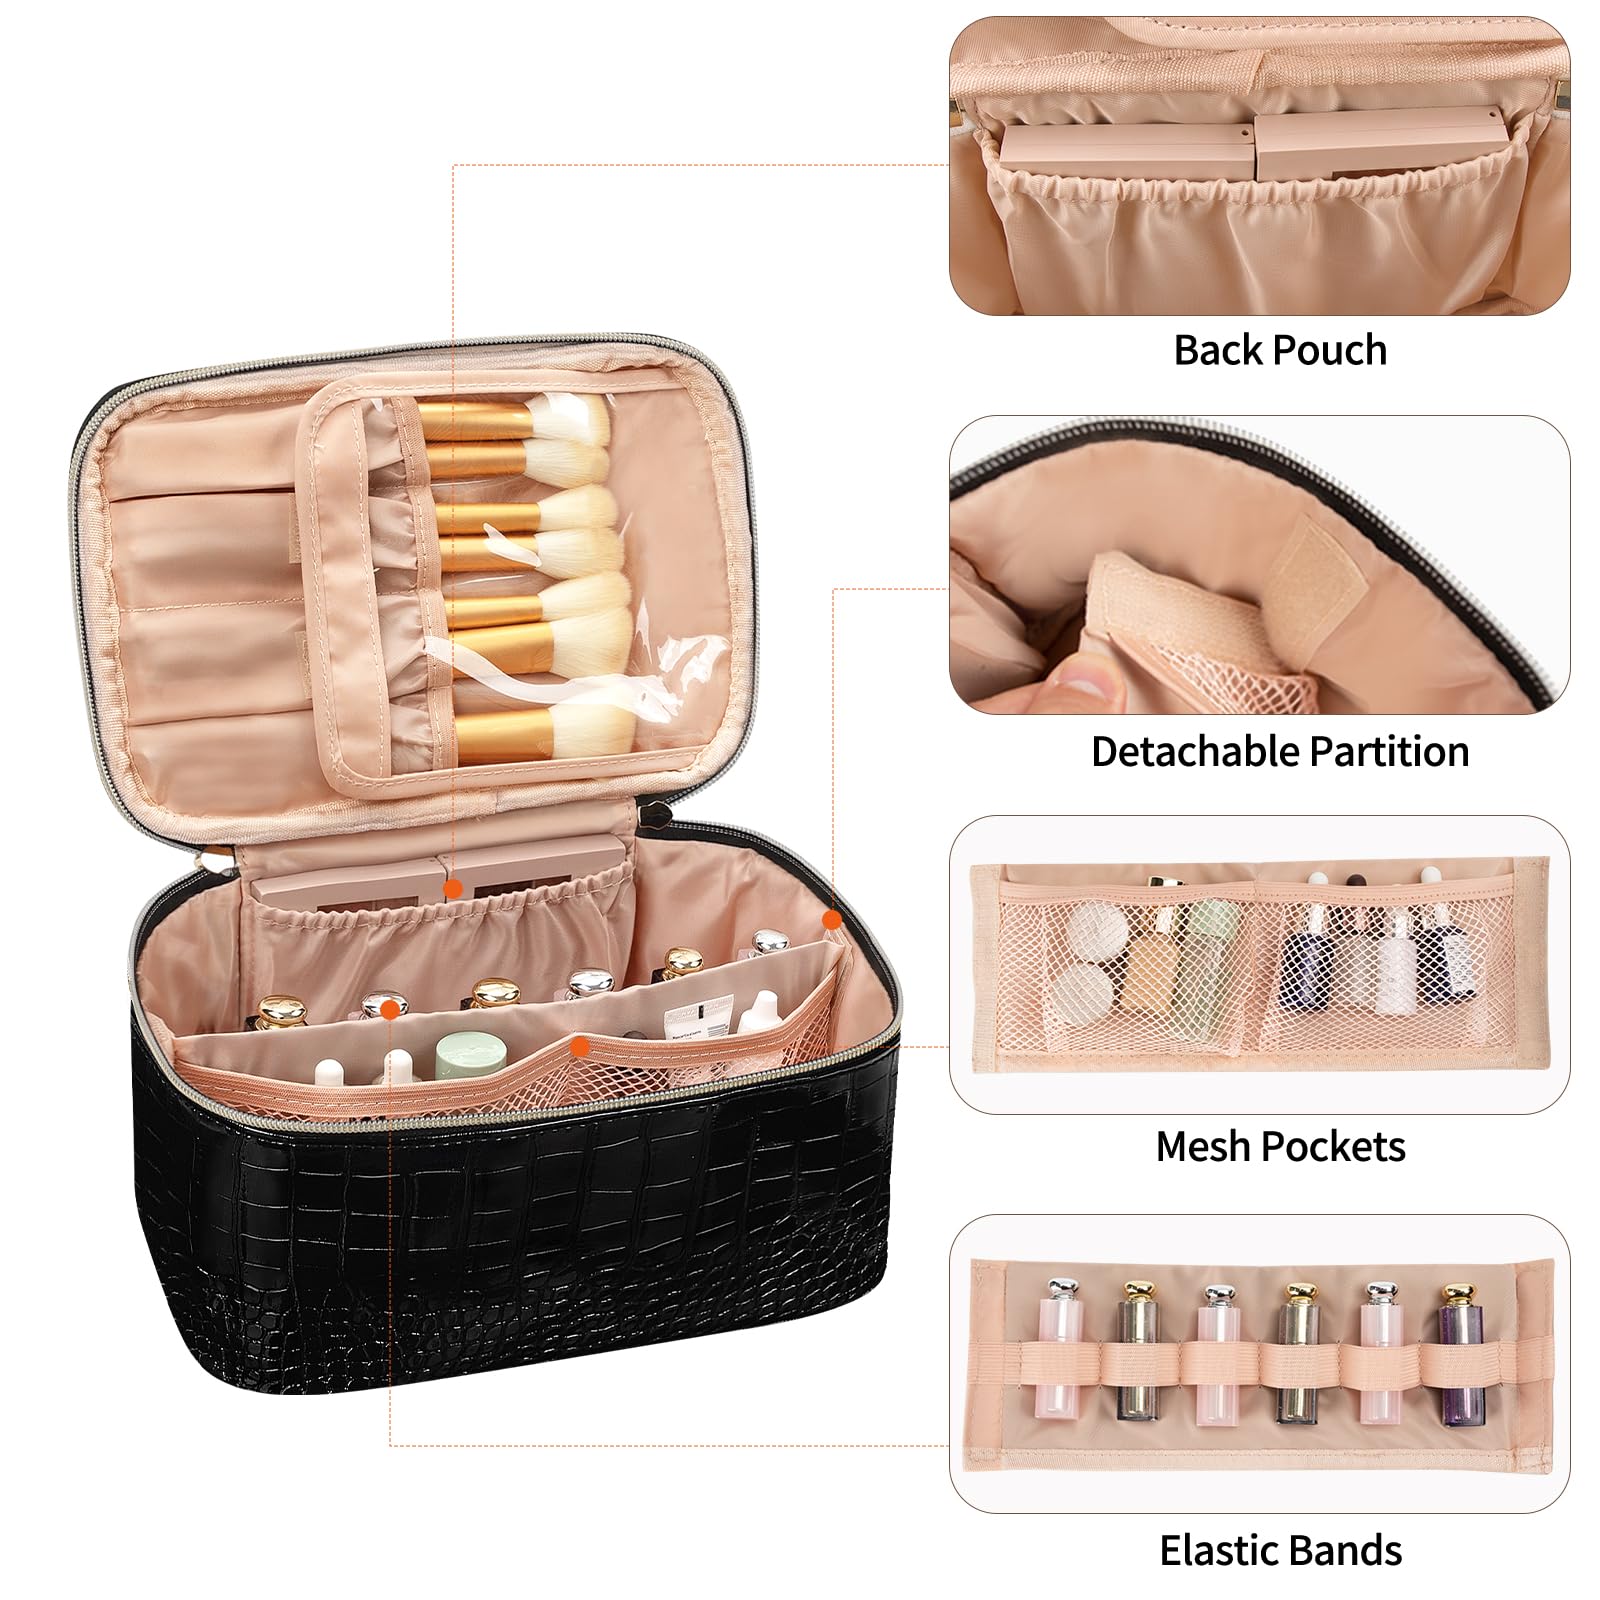 Back Pouch
Detachable Partition
Mesh Pockets
Elastic Bands